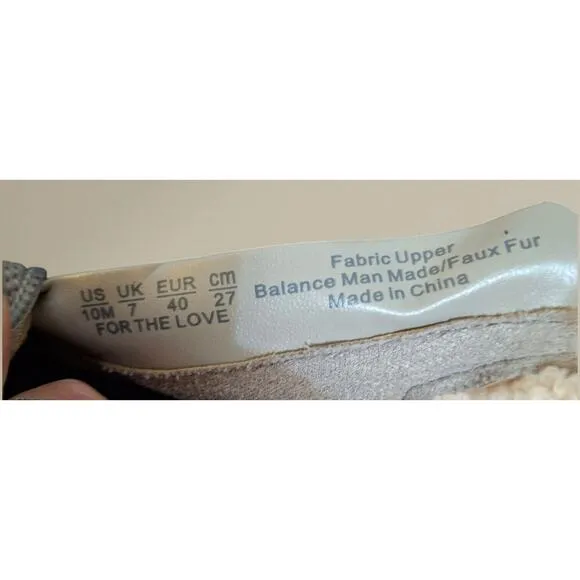 US UK EUR cm
10M 7 40 27
FOR THE LOVE
Fabric Upper
Balance Man Made/Faux Fur
Made In China